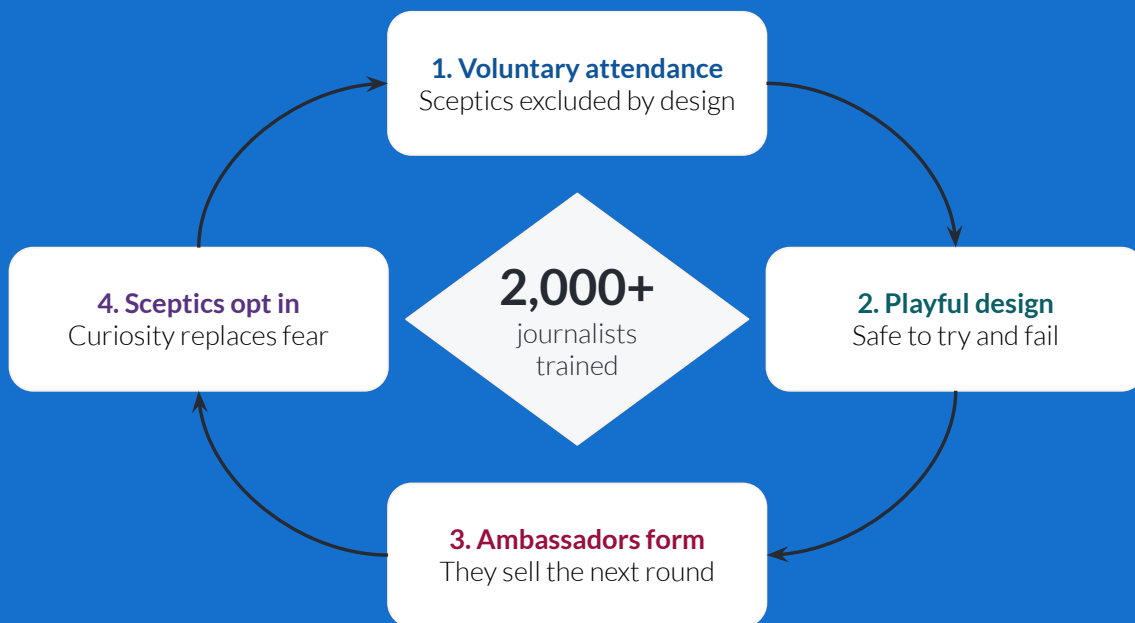 1. Voluntary attendance
Sceptics excluded by design
2. Playful design
Safe to try and fail
3. Ambassadors form
They sell the next round
4. Sceptics opt in
Curiosity replaces fear
2,000+
journalists
trained